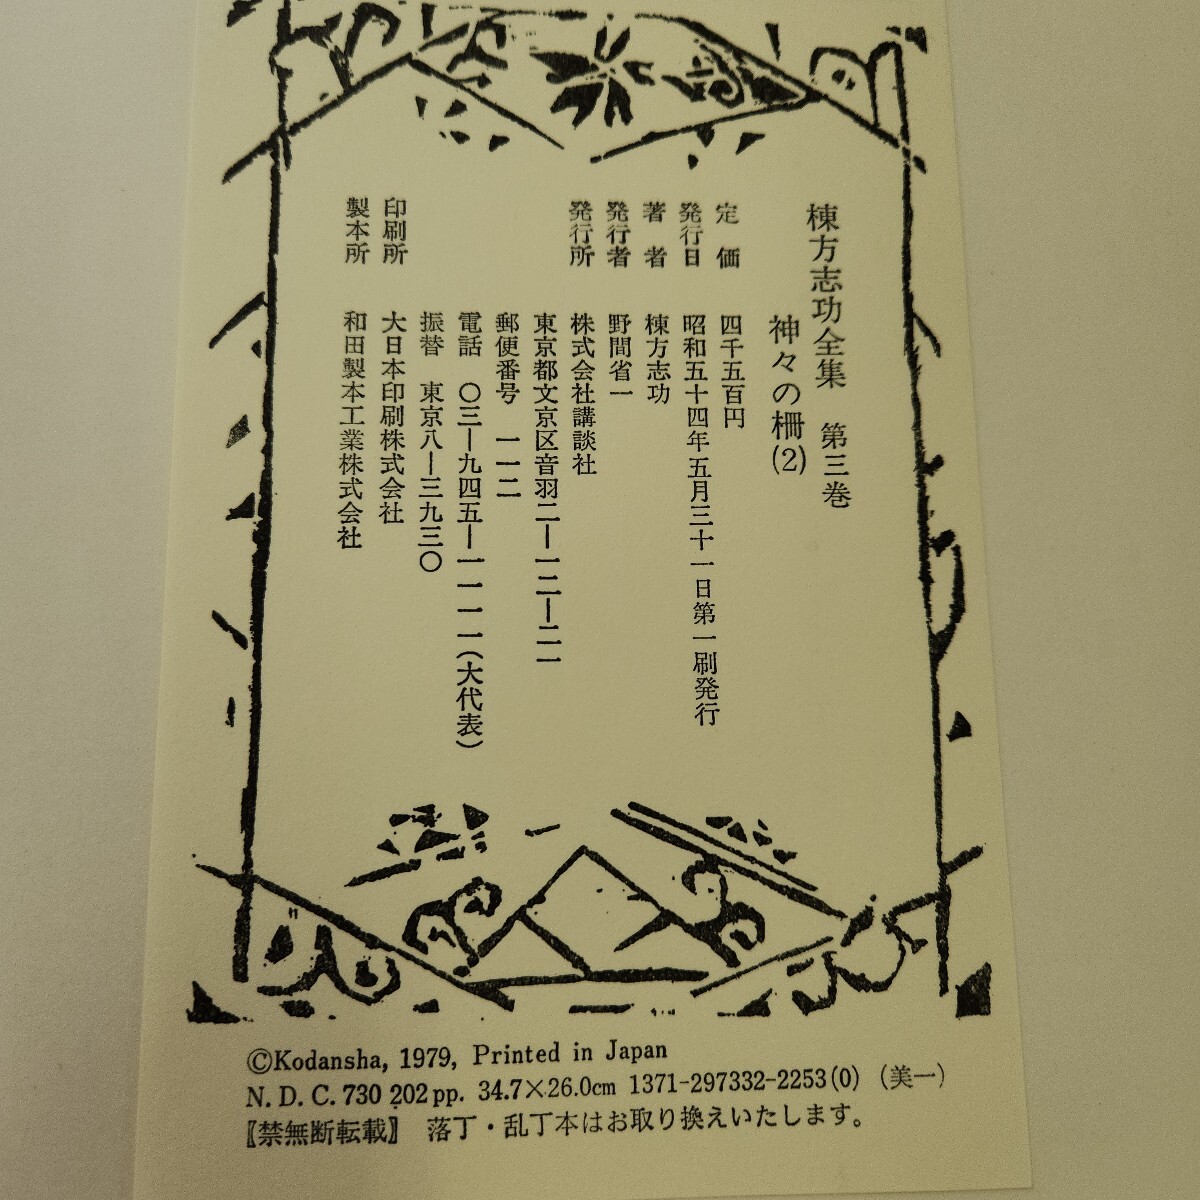 棟方志功全集 第三巻
神々の柵(2)
定価 四千五百円
発行日 昭和五十四年五月三十一日第一刷発行
著者 棟方志功
発行者 野間省一
発行所 株式会社講談社
東京都文京区音羽二―一二―二一
郵便番号 一一二
電話 〇三―九四五―一一一一(大代表)
振替 東京八―三九三〇
印刷所 大日本印刷株式会社
製本所 和田製本工業株式会社
©Kodansha, 1979, Printed in Japan
N. D. C. 730 202 pp. 34.7×26.0cm 1371-297332-2253(0) (美一)
〖禁無断転載〗 落丁・乱丁本はお取り換えいたします。